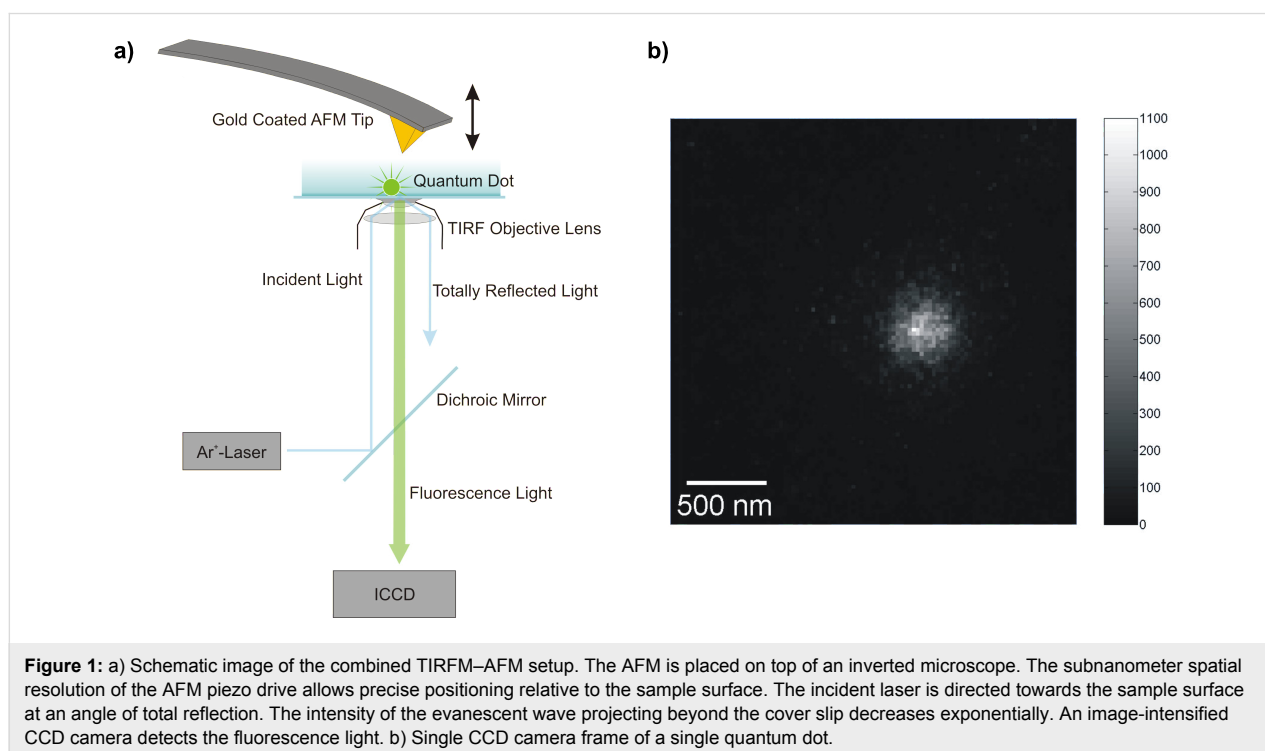 a)
Gold Coated AFM Tip
Quantum Dot
TIRF Objective Lens
Incident Light
Totally Reflected Light
Dichroic Mirror
Ar⁺-Laser
Fluorescence Light
ICCD
b)
500 nm
1100
1000
900
800
700
600
500
400
300
200
100
0
Figure 1: a) Schematic image of the combined TIRFM–AFM setup. The AFM is placed on top of an inverted microscope. The subnanometer spatial
resolution of the AFM piezo drive allows precise positioning relative to the sample surface. The incident laser is directed towards the sample surface
at an angle of total reflection. The intensity of the evanescent wave projecting beyond the cover slip decreases exponentially. An image-intensified
CCD camera detects the fluorescence light. b) Single CCD camera frame of a single quantum dot.